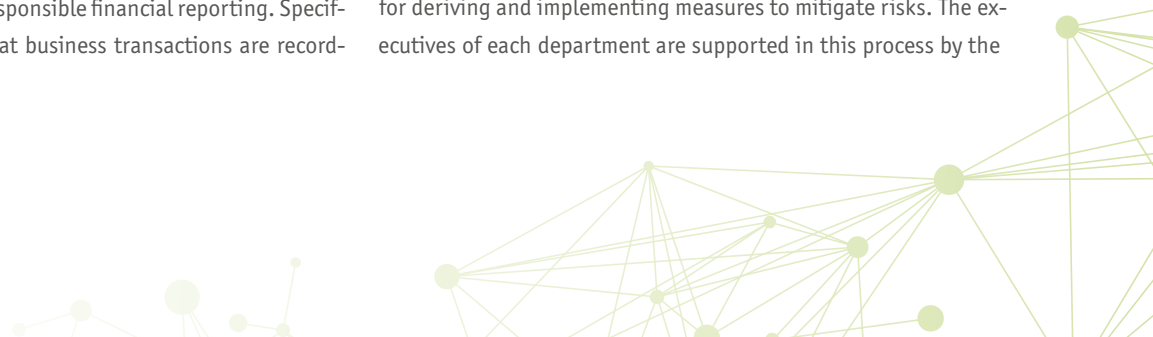 sponsible financial reporting. Specif-
at business transactions are record-
for deriving and implementing measures to mitigate risks. The ex-
ecutives of each department are supported in this process by the